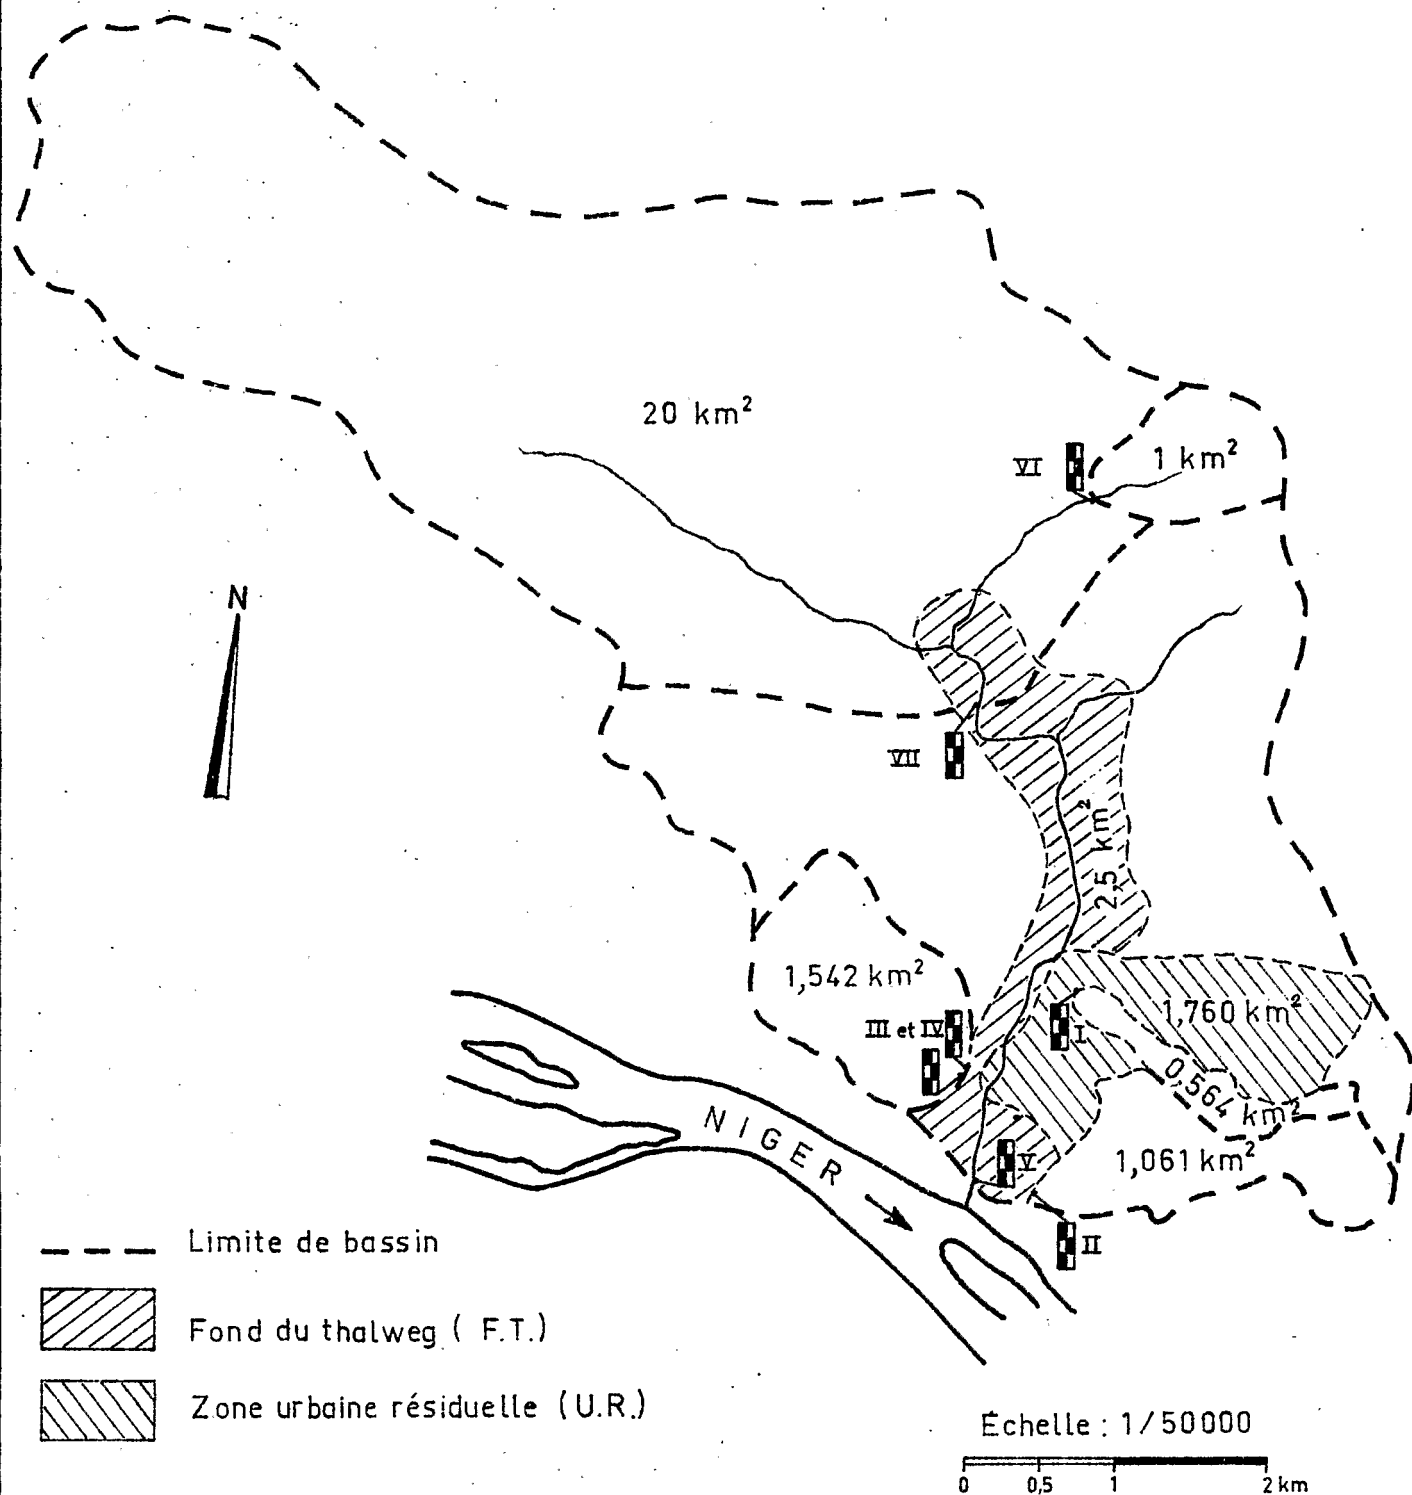 20 km²
1 km²
VI
N
VII
2,5 km²
1,542 km²
1,760 km²
III et IV
I
0,564 km²
NIGER
V
1,061 km²
II
Limite de bassin
Fond du thalweg ( F.T.)
Zone urbaine résiduelle (U.R.)
Échelle : 1/50000
0 0,5 1 2 km